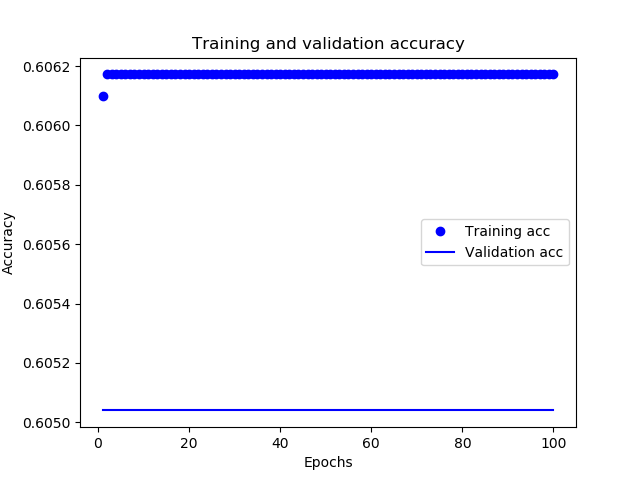 Training and validation accuracy
0.6062
0.6060
0.6058
0.6056
0.6054
0.6052
0.6050
Accuracy
Training acc
Validation acc
0
20
40
60
80
100
Epochs